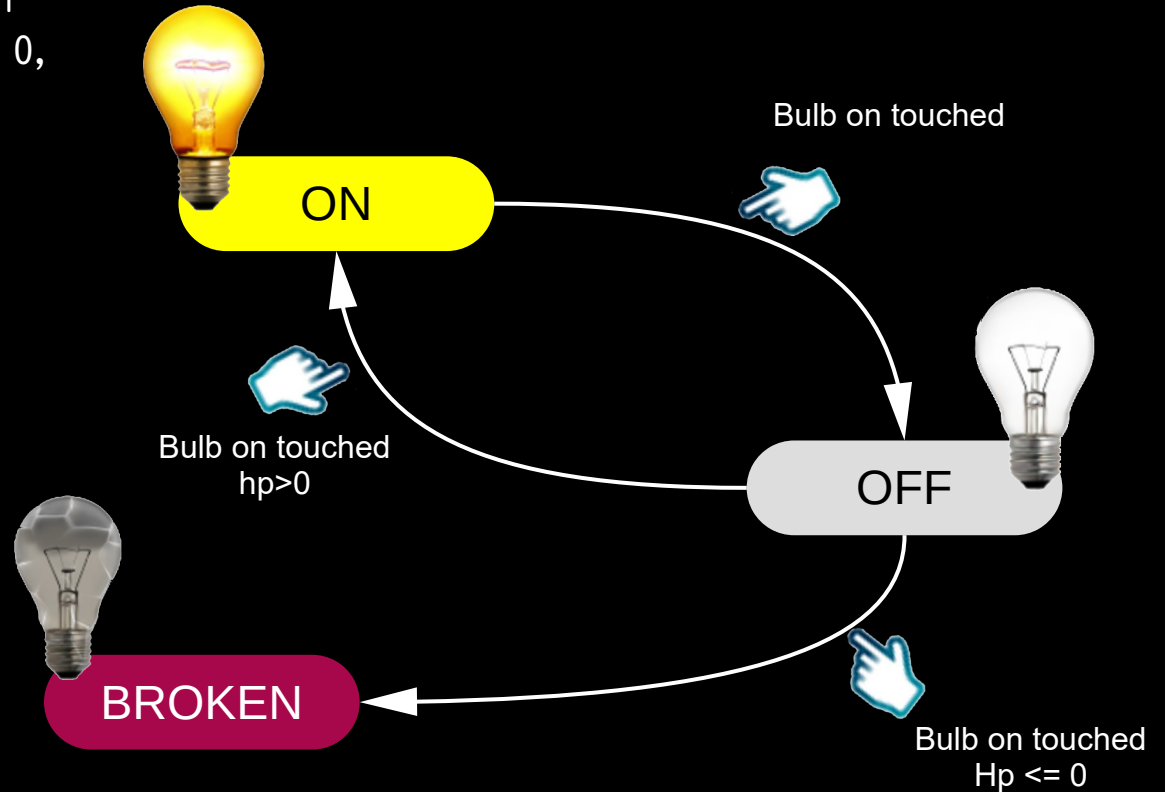 0,
Bulb on touched
ON
Bulb on touched
hp>0
OFF
BROKEN
Bulb on touched
Hp <= 0